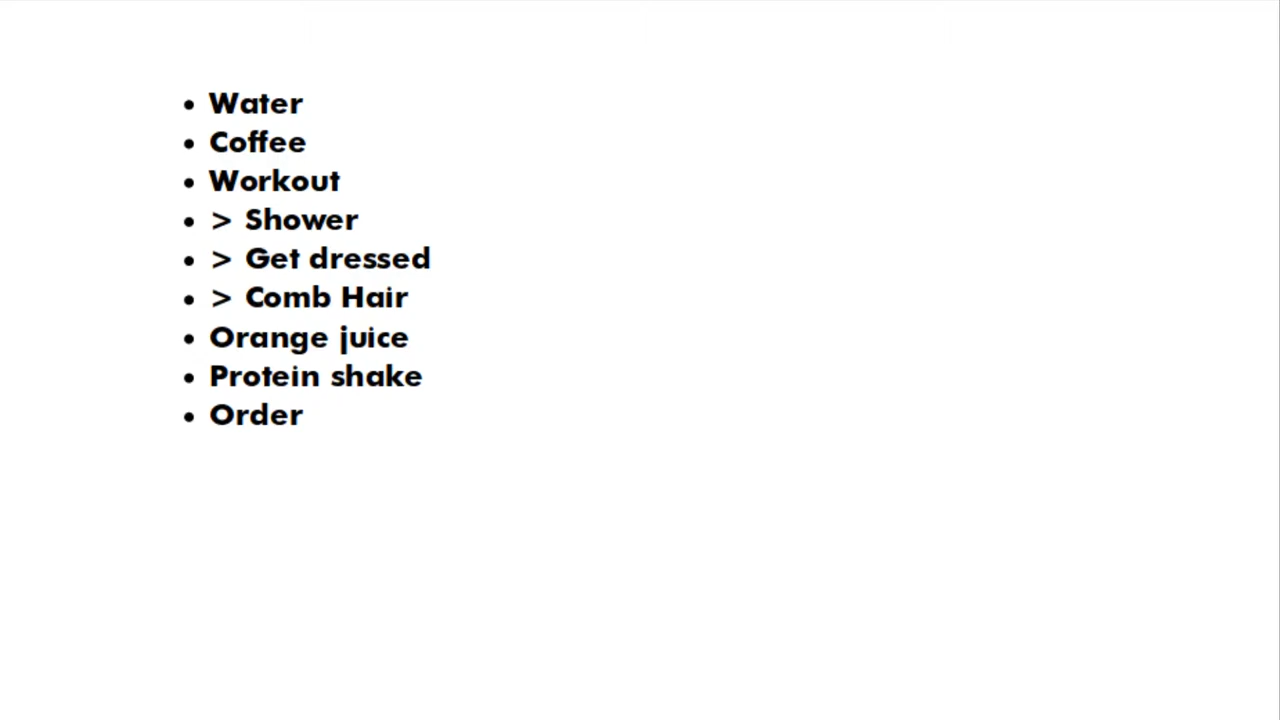 • Water
• Coffee
• Workout
• > Shower
• > Get dressed
• > Comb Hair
• Orange juice
• Protein shake
• Order